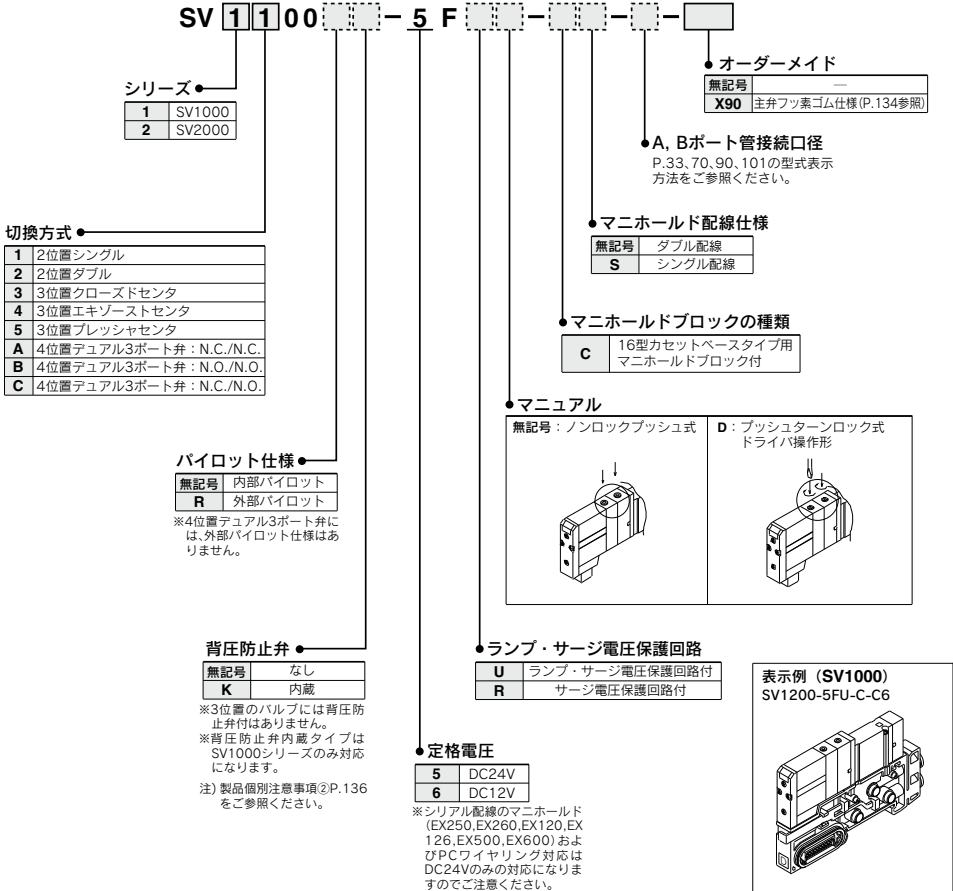 SV 1 1 00 - 5 F - - -
オーダーメイド
無記号 —
X90 主弁フッ素ゴム仕様(P.134参照)
シリーズ
1 SV1000
2 SV2000
A, Bポート管接続口径
P.33、70、90、101の型式表示
方法をご参照ください。
切換方式
1 2位置シングル
2 2位置ダブル
3 3位置クローズドセンタ
4 3位置エキゾーストセンタ
5 3位置プレッシャセンタ
A 4位置デュアル3ポート弁：N.C./N.C.
B 4位置デュアル3ポート弁：N.O./N.O.
C 4位置デュアル3ポート弁：N.C./N.O.
マニホールド配線仕様
無記号 ダブル配線
S シングル配線
マニホールドブロックの種類
C 16型カセットベースタイプ用
マニホールドブロック付
マニュアル
無記号：ノンロックプッシュ式
D：プッシュターンロック式
ドライバ操作形
パイロット仕様
無記号 内部パイロット
R 外部パイロット
※4位置デュアル3ポート弁に
は、外部パイロット仕様はあ
りません。
背圧防止弁
無記号 なし
K 内蔵
※3位置のバルブには背圧防
止弁付はありません。
※背圧防止弁内蔵タイプは
SV1000シリーズのみ対応
になります。
注) 製品個別注意事項②P.136
をご参照ください。
ランプ・サージ電圧保護回路
U ランプ・サージ電圧保護回路付
R サージ電圧保護回路付
定格電圧
5 DC24V
6 DC12V
※シリアル配線のマニホールド
(EX250,EX260,EX120,EX
126,EX500,EX600)およ
びPCワイヤリング対応は
DC24Vのみの対応になりま
すのでご注意ください。
表示例（SV1000）
SV1200-5FU-C-C6